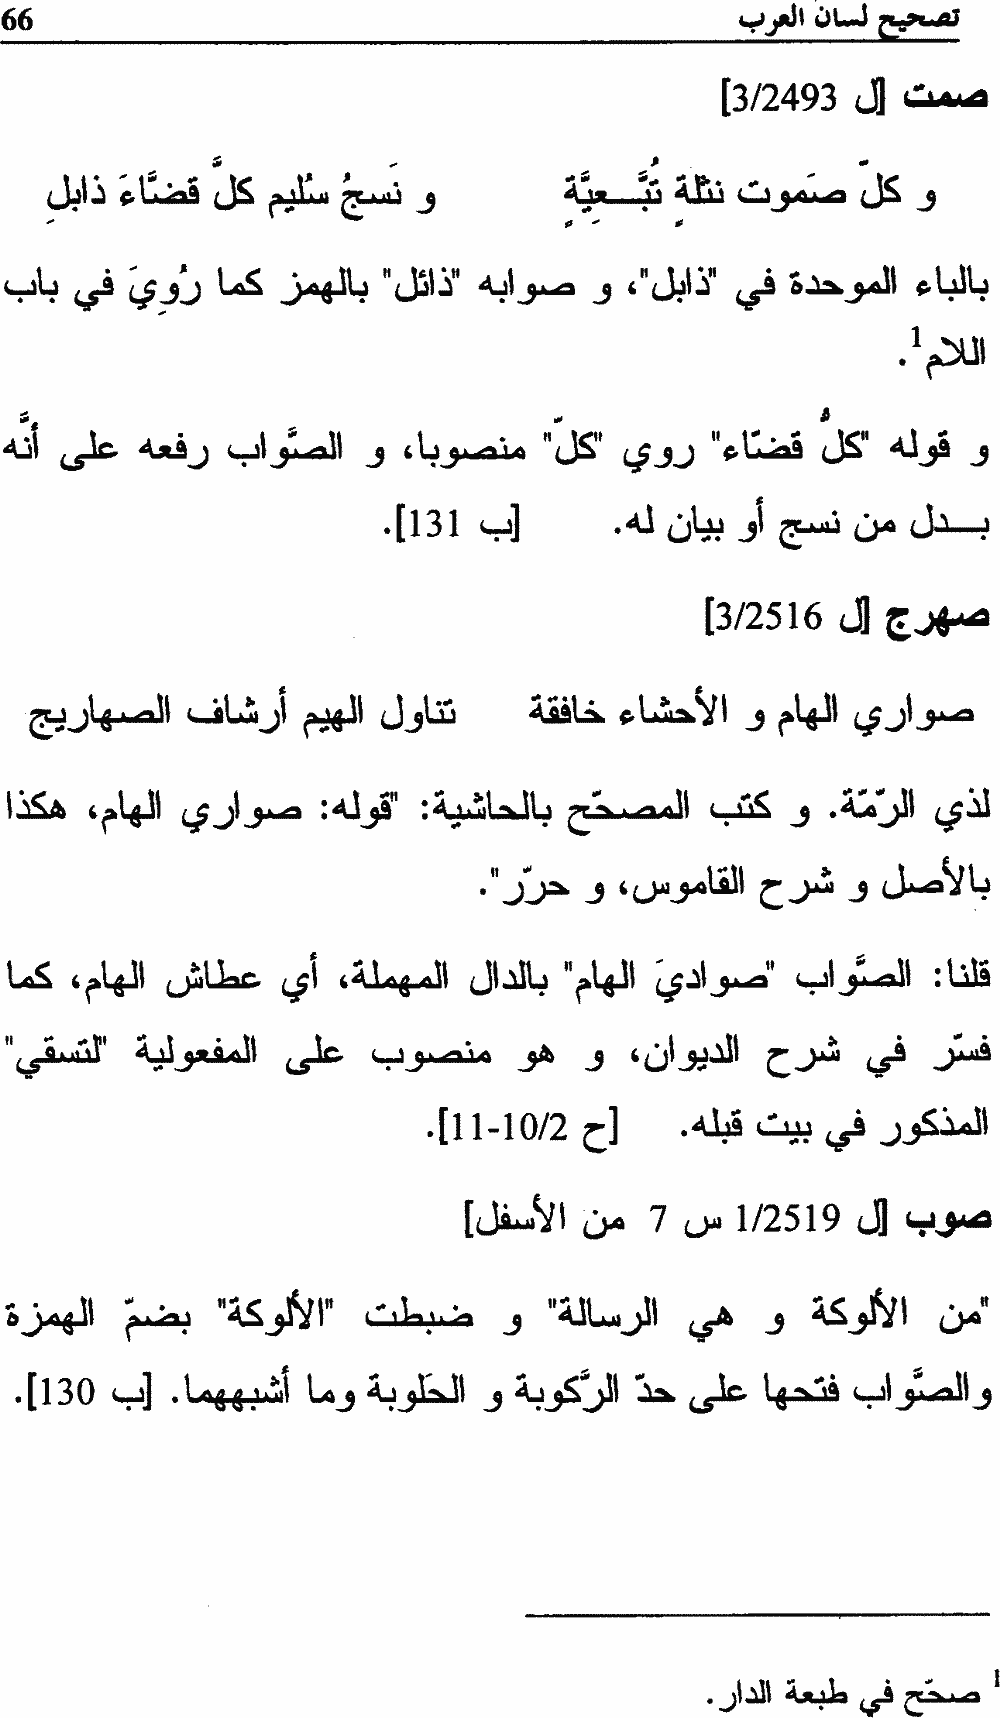 تصحيح لسان العرب 66
صمت [ل 3/2493]
و كلّ صَموت نثلةٍ تُبَّـــعيَّةٍ و نَسجُ سُليم كلَّ قضَّاءَ ذابلِ
بالباء الموحدة في "ذابل"، و صوابه "ذائل" بالهمز كما رُوِيَ في باب
اللام1.
و قوله "كلُّ قضّاء" روي "كلّ" منصوبا، و الصَّواب رفعه على أنَّه
بـــدل من نسج أو بيان له. [ب 131].
صهرج [ل 3/2516]
صواري الهام و الأحشاء خافقة تناول الهيم أرشاف الصهاريج
لذي الرّمّة. و كتب المصحّح بالحاشية: "قوله: صواري الهام، هكذا
بالأصل و شرح القاموس، و حرّر".
قلنا: الصَّواب "صواديَ الهام" بالدال المهملة، أي عطاش الهام، كما
فسّر في شرح الديوان، و هو منصوب على المفعولية "لتسقي"
المذكور في بيت قبله. [ح 10/2-11].
صوب [ل 1/2519 س 7 من الأسفل]
"من الألوكة و هي الرسالة" و ضبطت "الألوكة" بضمّ الهمزة
والصَّواب فتحها على حدّ الرَّكوبة و الحَلوبة وما أشبههما. [ب 130].
1 صحّح في طبعة الدار.